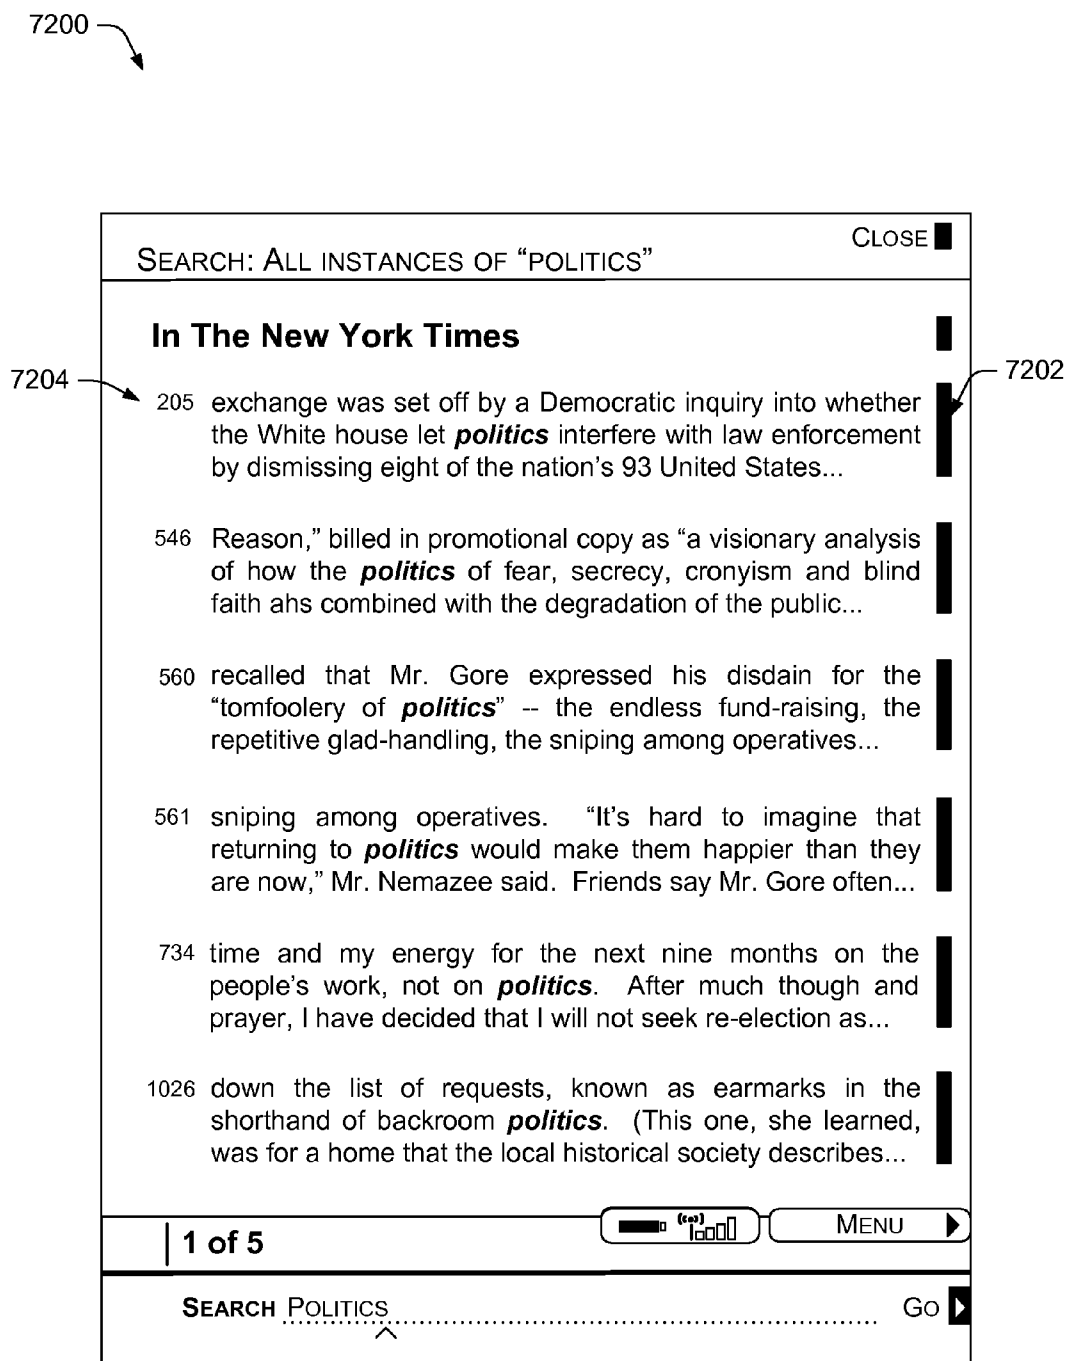 7200
CLOSE
SEARCH: ALL INSTANCES OF “POLITICS”
In The New York Times
7204
7202
205 exchange was set off by a Democratic inquiry into whether
the White house let politics interfere with law enforcement
by dismissing eight of the nation’s 93 United States...
546 Reason,” billed in promotional copy as “a visionary analysis
of how the politics of fear, secrecy, cronyism and blind
faith ahs combined with the degradation of the public...
560 recalled that Mr. Gore expressed his disdain for the
“tomfoolery of politics” -- the endless fund-raising, the
repetitive glad-handling, the sniping among operatives...
561 sniping among operatives. “It’s hard to imagine that
returning to politics would make them happier than they
are now,” Mr. Nemazee said. Friends say Mr. Gore often...
734 time and my energy for the next nine months on the
people’s work, not on politics. After much though and
prayer, I have decided that I will not seek re-election as...
1026 down the list of requests, known as earmarks in the
shorthand of backroom politics. (This one, she learned,
was for a home that the local historical society describes...
1 of 5
MENU
SEARCH POLITICS
GO